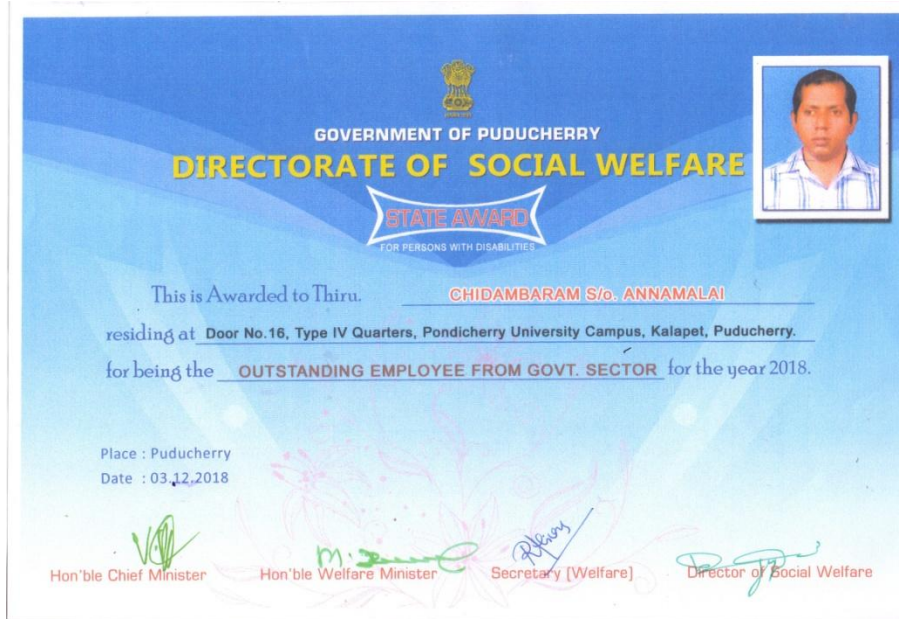 GOVERNMENT OF PUDUCHERRY
DIRECTORATE OF SOCIAL WELFARE
STATE AWARD
FOR PERSONS WITH DISABILITIES
This is Awarded to Thiru. CHIDAMBARAM S/o. ANNAMALAI
residing at Door No.16, Type IV Quarters, Pondicherry University Campus, Kalapet, Puducherry.
for being the OUTSTANDING EMPLOYEE FROM GOVT. SECTOR for the year 2018.
Place : Puducherry
Date : 03.12.2018
Hon'ble Chief Minister Hon'ble Welfare Minister Secretary [Welfare] Director of Social Welfare